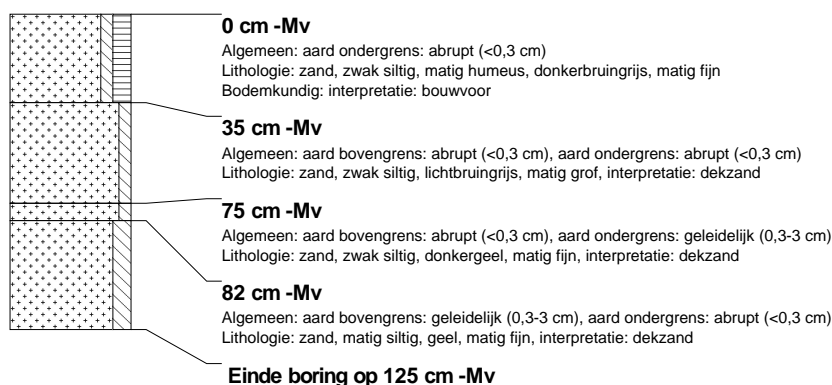 0 cm -Mv
Algemeen: aard ondergrens: abrupt (<0,3 cm)
Lithologie: zand, zwak siltig, matig humeus, donkerbruingrijs, matig fijn
Bodemkundig: interpretatie: bouwvoor
35 cm -Mv
Algemeen: aard bovengrens: abrupt (<0,3 cm), aard ondergrens: abrupt (<0,3 cm)
Lithologie: zand, zwak siltig, lichtbruingrijs, matig grof, interpretatie: dekzand
75 cm -Mv
Algemeen: aard bovengrens: abrupt (<0,3 cm), aard ondergrens: geleidelijk (0,3-3 cm)
Lithologie: zand, zwak siltig, donkergeel, matig fijn, interpretatie: dekzand
82 cm -Mv
Algemeen: aard bovengrens: geleidelijk (0,3-3 cm), aard ondergrens: abrupt (<0,3 cm)
Lithologie: zand, matig siltig, geel, matig fijn, interpretatie: dekzand
Einde boring op 125 cm -Mv